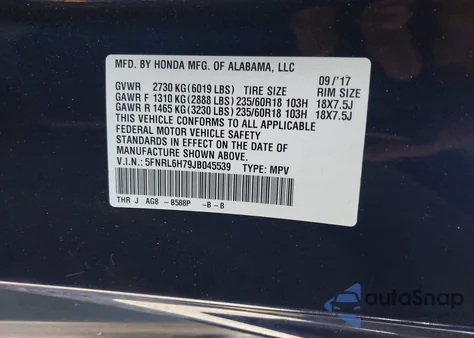 MFD. BY HONDA MFG. OF ALABAMA, LLC 09/'17
GVWR 2730 KG (6019 LBS) TIRE SIZE RIM SIZE
GAWR F 1310 KG (2888 LBS) 235/60R18 103H 18X7.5J
GAWR R 1465 KG (3230 LBS) 235/60R18 103H 18X7.5J
THIS VEHICLE CONFORMS TO ALL APPLICABLE
FEDERAL MOTOR VEHICLE SAFETY
STANDARDS IN EFFECT ON THE DATE OF
MANUFACTURE SHOWN ABOVE.
V.I.N.: 5FNRL6H79JB045539 TYPE: MPV
THR J AG8 -B588P -B-B
autoSnap